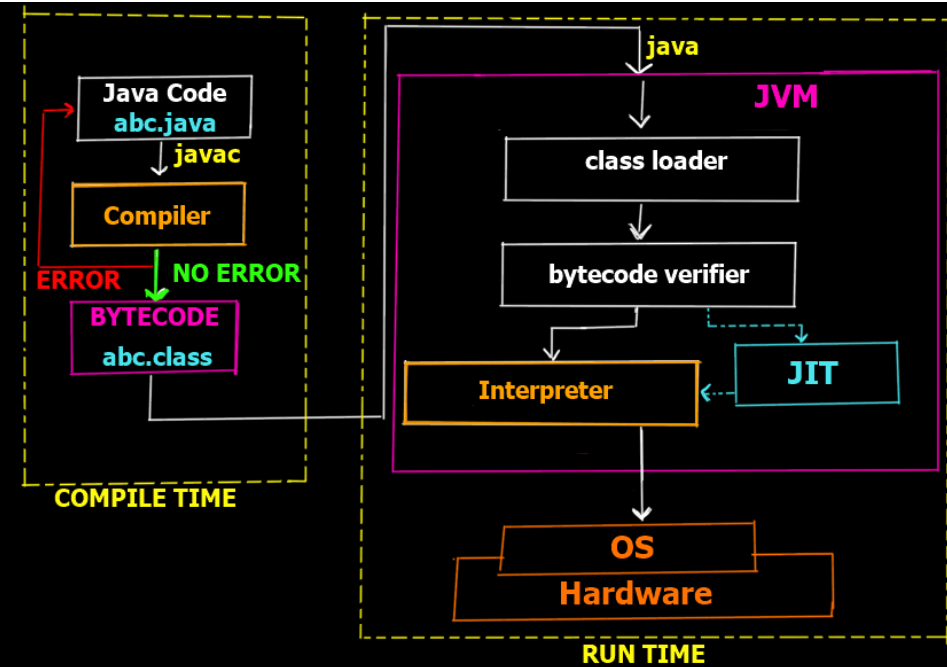 Java Code
abc.java
javac
Compiler
ERROR
NO ERROR
BYTECODE
abc.class
COMPILE TIME
java
JVM
class loader
bytecode verifier
Interpreter
JIT
OS
Hardware
RUN TIME